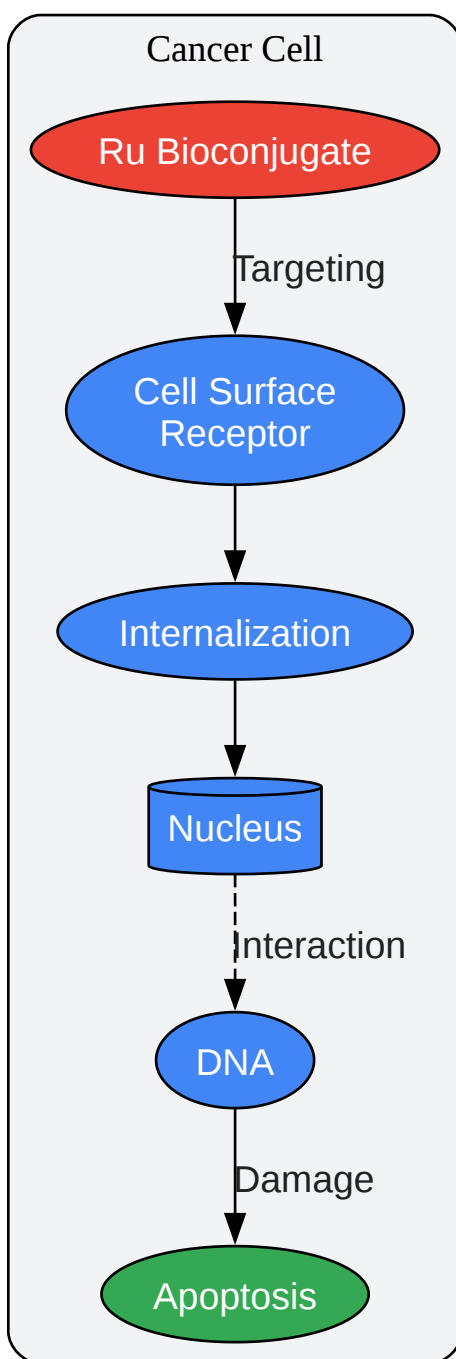 Cancer Cell
Ru Bioconjugate
Targeting
Cell Surface
Receptor
Internalization
Nucleus
Interaction
DNA
Damage
Apoptosis